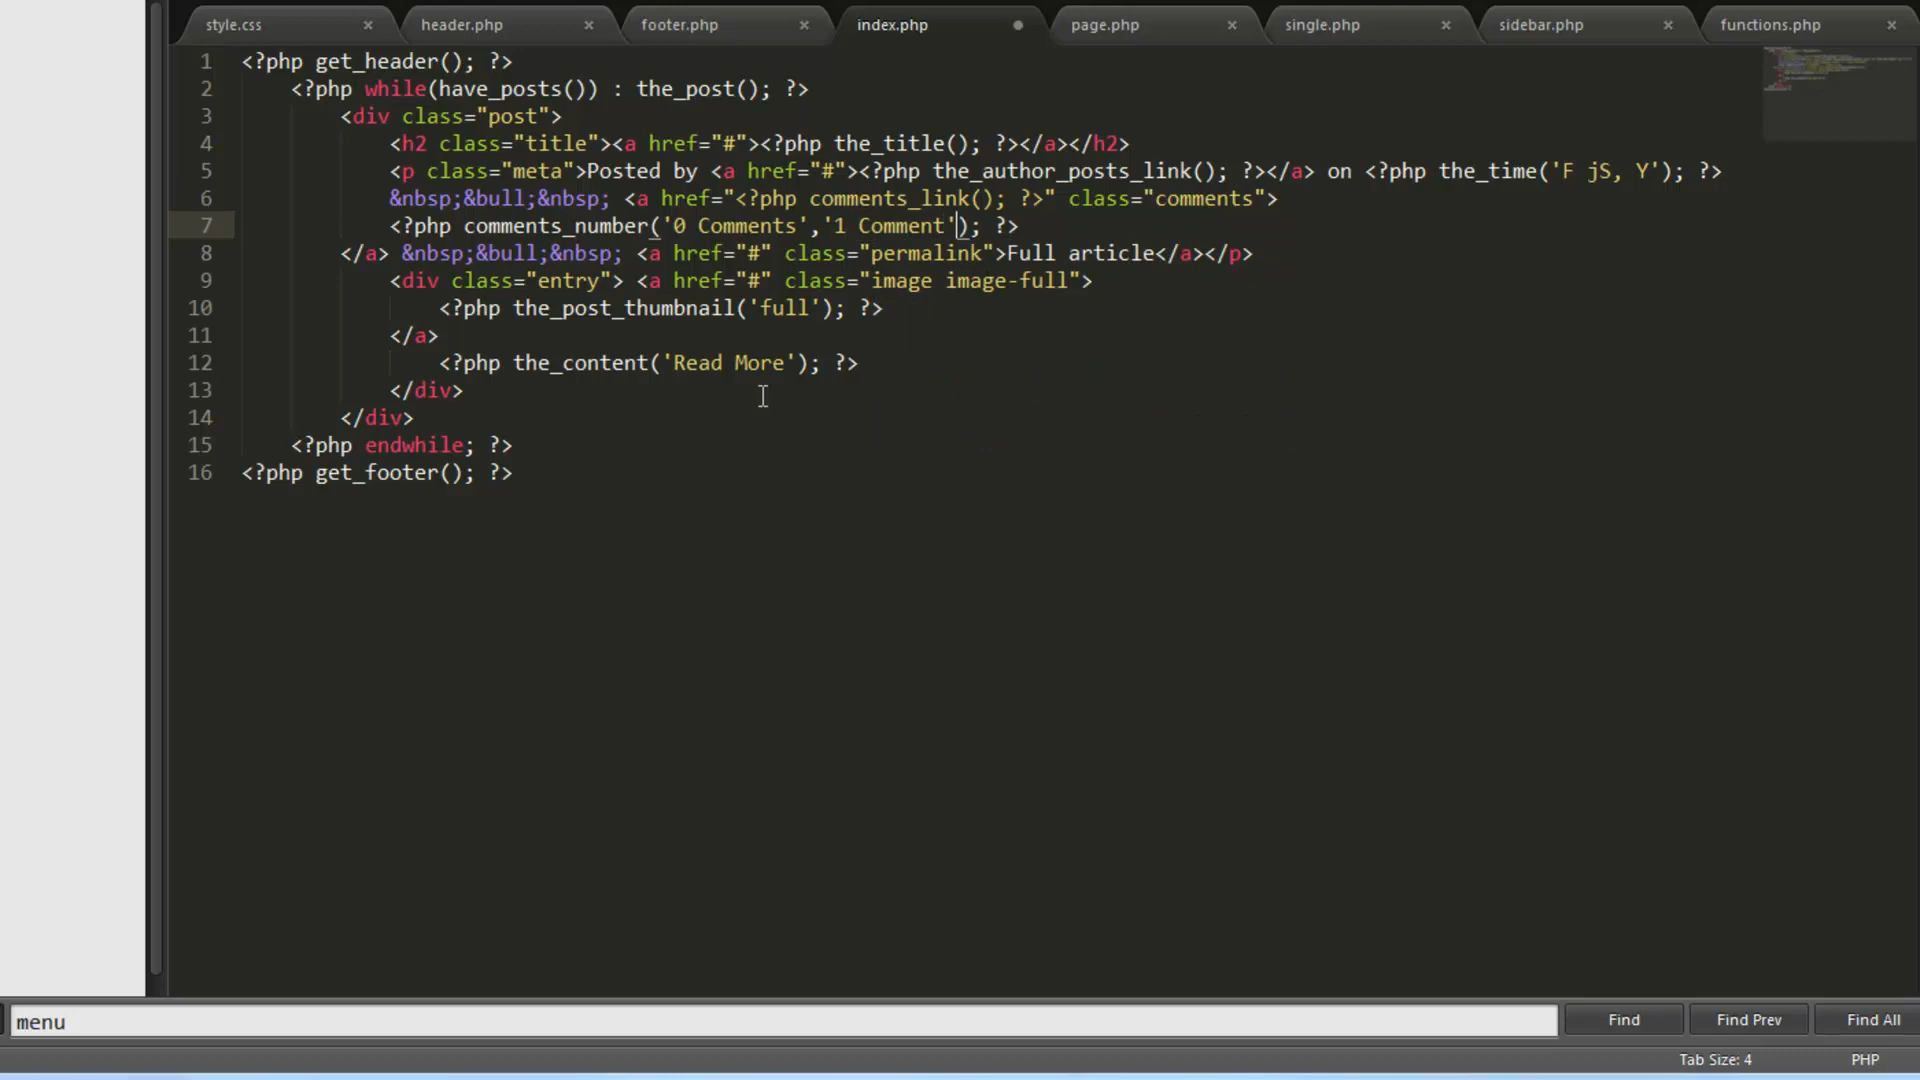 style.css × header.php × footer.php × index.php page.php × single.php × sidebar.php × functions.php ×
1 <?php get_header(); ?>
2 <?php while(have_posts()) : the_post(); ?>
3 <div class="post">
4 <h2 class="title"><a href="#"><?php the_title(); ?></a></h2>
5 <p class="meta">Posted by <a href="#"><?php the_author_posts_link(); ?></a> on <?php the_time('F jS, Y'); ?>
6 &nbsp;&bull;&nbsp; <a href="<?php comments_link(); ?>" class="comments">
7 <?php comments_number('0 Comments','1 Comment'); ?>
8 </a> &nbsp;&bull;&nbsp; <a href="#" class="permalink">Full article</a></p>
9 <div class="entry"> <a href="#" class="image image-full">
10 <?php the_post_thumbnail('full'); ?>
11 </a>
12 <?php the_content('Read More'); ?>
13 </div>
14 </div>
15 <?php endwhile; ?>
16 <?php get_footer(); ?>
menu Find Find Prev Find All
Tab Size: 4 PHP